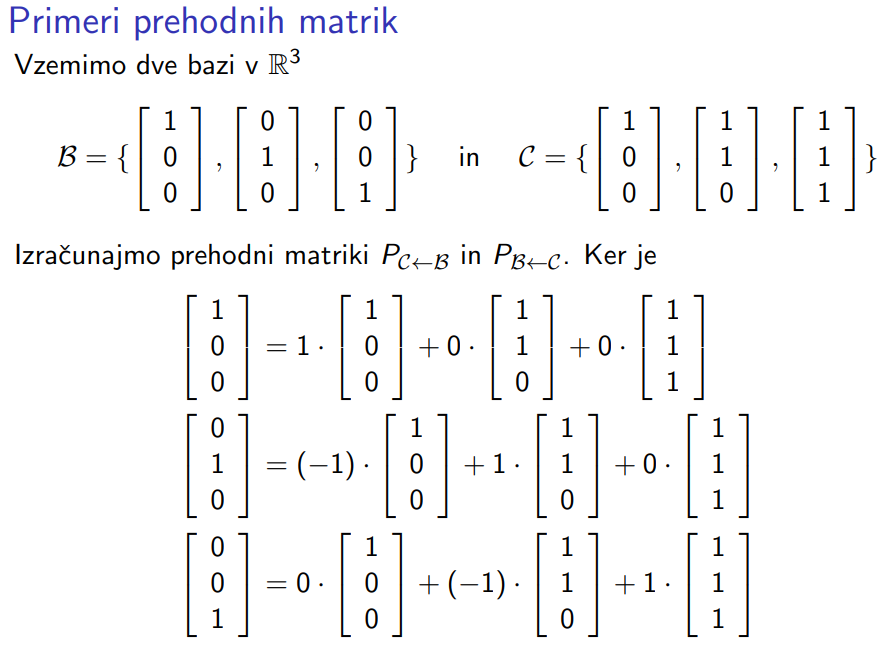 Primeri prehodnih matrik
Vzemimo dve bazi v ℝ³
ℬ = { [1 0 0], [0 1 0], [0 0 1] } in 𝒞 = { [1 0 0], [1 1 0], [1 1 1] }
Izračunajmo prehodni matriki P_{𝒞←ℬ} in P_{ℬ←𝒞}. Ker je
[1 0 0] = 1 · [1 0 0] + 0 · [1 1 0] + 0 · [1 1 1]
[0 1 0] = (−1) · [1 0 0] + 1 · [1 1 0] + 0 · [1 1 1]
[0 0 1] = 0 · [1 0 0] + (−1) · [1 1 0] + 1 · [1 1 1]